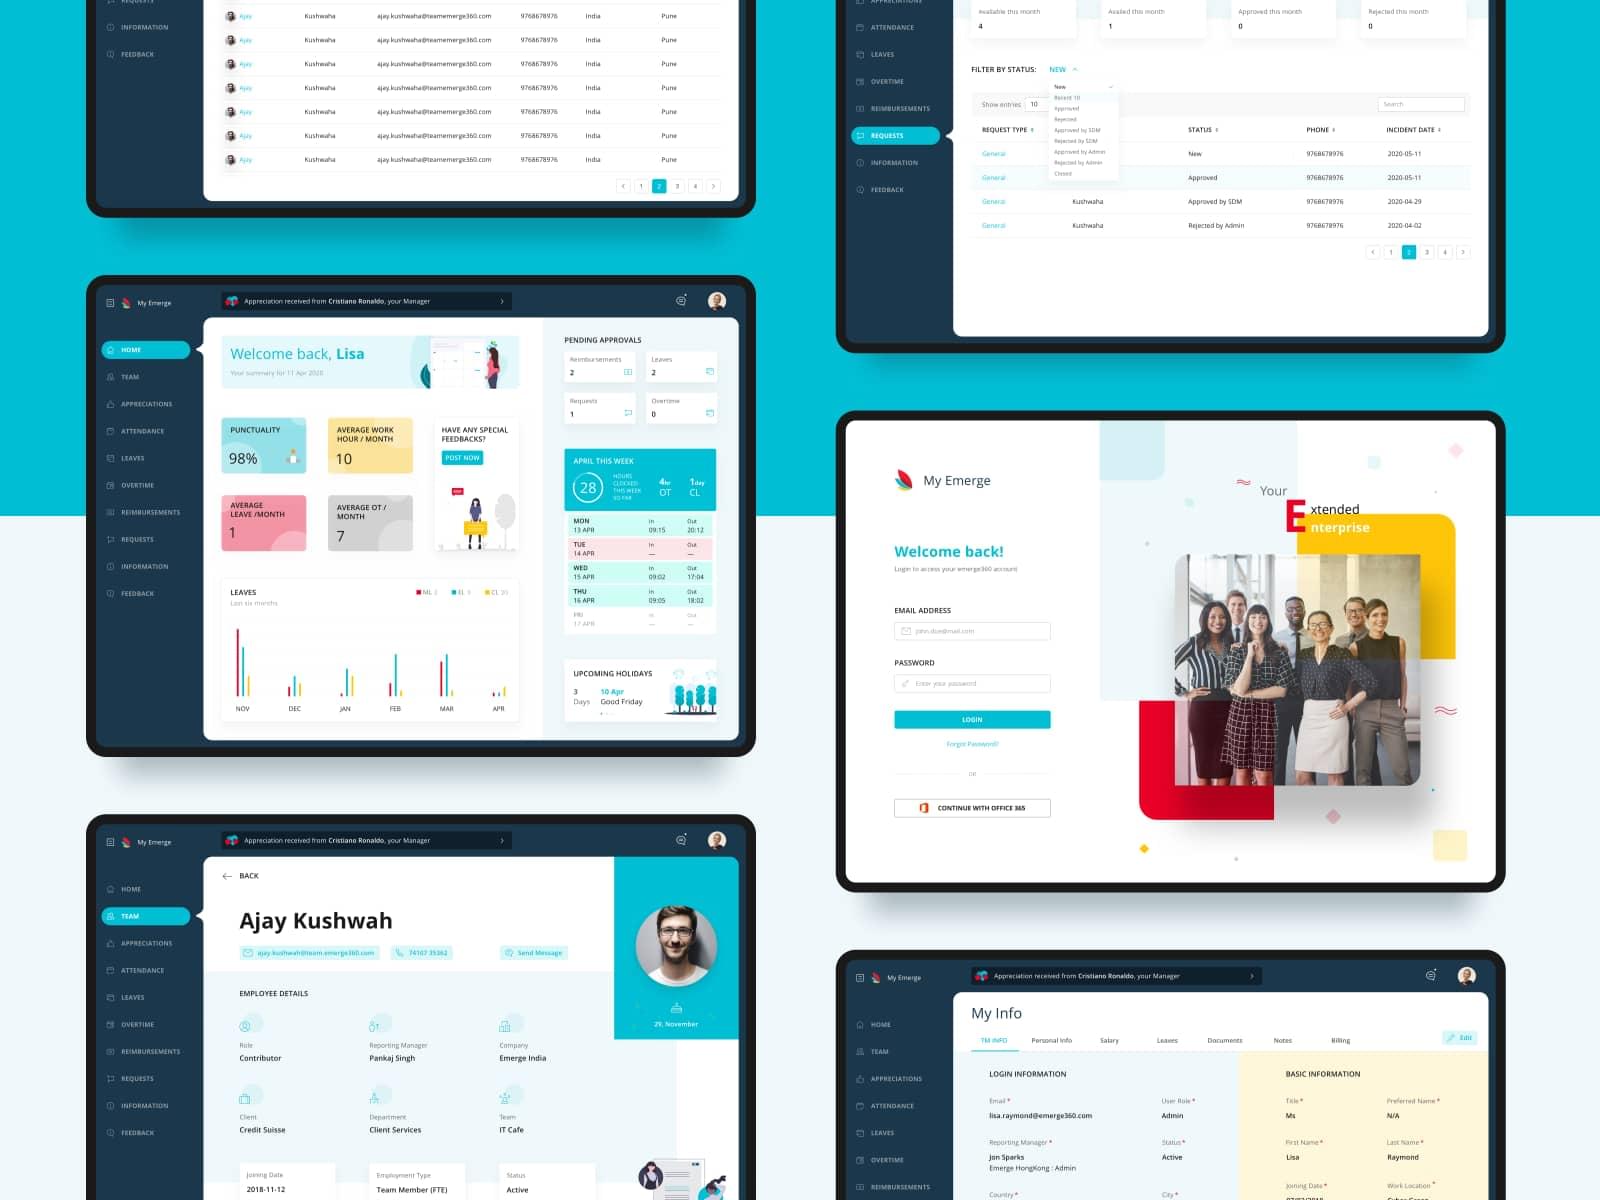 REQUESTS
INFORMATION
FEEDBACK
Ajay Kushwaha ajay.kushwaha@teamemerge360.com 9768678976 India Pune
Ajay Kushwaha ajay.kushwaha@teamemerge360.com 9768678976 India Pune
Ajay Kushwaha ajay.kushwaha@teamemerge360.com 9768678976 India Pune
Ajay Kushwaha ajay.kushwaha@teamemerge360.com 9768678976 India Pune
Ajay Kushwaha ajay.kushwaha@teamemerge360.com 9768678976 India Pune
Ajay Kushwaha ajay.kushwaha@teamemerge360.com 9768678976 India Pune
Ajay Kushwaha ajay.kushwaha@teamemerge360.com 9768678976 India Pune
< 1 2 3 4 >
My Emerge
Appreciation received from Cristiano Ronaldo, your Manager >
HOME
TEAM
APPRECIATIONS
ATTENDANCE
LEAVES
OVERTIME
REIMBURSEMENTS
REQUESTS
INFORMATION
FEEDBACK
Welcome back, Lisa
Your summary for 11 Apr 2020
PUNCTUALITY
98%
AVERAGE WORK
HOUR / MONTH
10
HAVE ANY SPECIAL
FEEDBACKS?
POST NOW
AVERAGE
LEAVE /MONTH
1
AVERAGE OT /
MONTH
7
LEAVES
Last six months
ML
EL
CL
NOV DEC JAN FEB MAR APR
PENDING APPROVALS
Reimbursements
2
Leaves
2
Requests
1
Overtime
0
APRIL THIS WEEK
28
HOURS
CLOCKED
THIS WEEK
SO FAR
4hr
OT
1day
CL
MON In Out
13 APR 09:15 20:12
TUE In Out
14 APR — —
WED In Out
15 APR 09:02 17:04
THU In Out
16 APR 09:05 18:02
FRI In Out
17 APR — —
UPCOMING HOLIDAYS
3 10 Apr
Days Good Friday
My Emerge
Appreciation received from Cristiano Ronaldo, your Manager >
HOME
TEAM
APPRECIATIONS
ATTENDANCE
LEAVES
OVERTIME
REIMBURSEMENTS
REQUESTS
INFORMATION
FEEDBACK
BACK
Ajay Kushwah
ajay.kushwah@team.emerge360.com
74107 35362
Send Message
29, November
EMPLOYEE DETAILS
Role
Contributor
Reporting Manager
Pankaj Singh
Company
Emerge India
Client
Credit Suisse
Department
Client Services
Team
IT Cafe
Joining Date
2018-11-12
Employment Type
Team Member (FTE)
Status
Active
APPRECIATIONS
ATTENDANCE
LEAVES
OVERTIME
REIMBURSEMENTS
REQUESTS
INFORMATION
FEEDBACK
Available this month
4
Availed this month
1
Approved this month
0
Rejected this month
0
FILTER BY STATUS: NEW
New
Recent 10
Approved
Rejected
Approved by SDM
Rejected by SDM
Approved by Admin
Rejected by Admin
Closed
Show entries 10
Search
REQUEST TYPE STATUS PHONE INCIDENT DATE
General New 9768678976 2020-05-11
General Approved 9768678976 2020-05-11
General Kushwaha Approved by SDM 9768678976 2020-04-29
General Kushwaha Rejected by Admin 9768678976 2020-04-02
< 1 2 3 4 >
My Emerge
Welcome back!
Login to access your emerge360 account
EMAIL ADDRESS
john.doe@mail.com
PASSWORD
Enter your password
LOGIN
Forgot Password?
OR
CONTINUE WITH OFFICE 365
Your
Extended
Enterprise
My Emerge
Appreciation received from Cristiano Ronaldo, your Manager >
HOME
TEAM
APPRECIATIONS
ATTENDANCE
LEAVES
OVERTIME
REIMBURSEMENTS
My Info
TM INFO Personal Info Salary Leaves Documents Notes Billing
Edit
LOGIN INFORMATION
Email *
lisa.raymond@emerge360.com
User Role *
Admin
Reporting Manager *
Jon Sparks
Emerge HongKong : Admin
Status *
Active
Country *
City *
BASIC INFORMATION
Title *
Ms
Preferred Name *
N/A
First Name *
Lisa
Last Name *
Raymond
Joining Date *
Work Location *